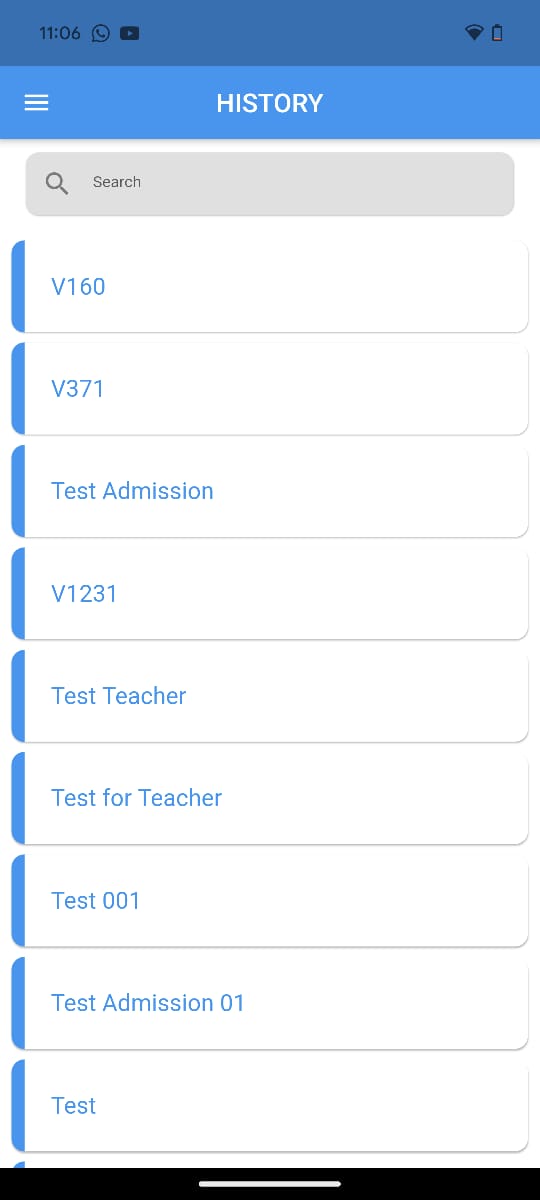 11:06
HISTORY
Search
V160
V371
Test Admission
V1231
Test Teacher
Test for Teacher
Test 001
Test Admission 01
Test